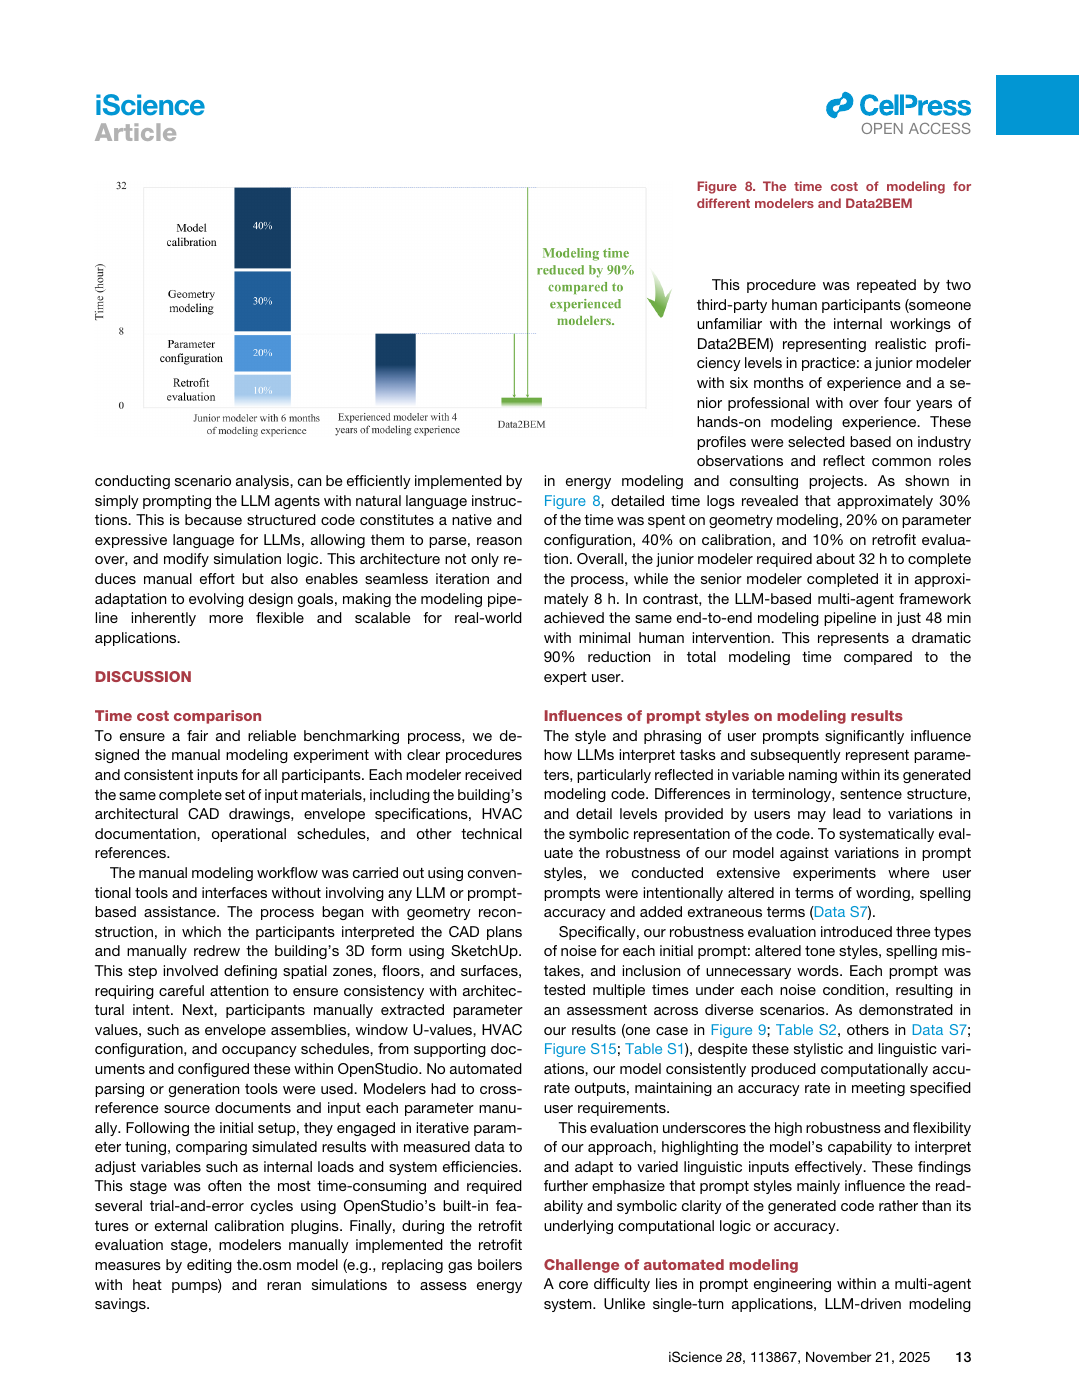 iScience
Article
CellPress
OPEN ACCESS
32
Model
calibration
40%
Geometry
modeling
30%
Time (hour)
8
Parameter
configuration
20%
Retrofit
evaluation
10%
0
Junior modeler with 6 months
of modeling experience
Experienced modeler with 4
years of modeling experience
Data2BEM
Modeling time
reduced by 90%
compared to
experienced
modelers.
Figure 8. The time cost of modeling for
different modelers and Data2BEM
conducting scenario analysis, can be efficiently implemented by
simply prompting the LLM agents with natural language instruc-
tions. This is because structured code constitutes a native and
expressive language for LLMs, allowing them to parse, reason
over, and modify simulation logic. This architecture not only re-
duces manual effort but also enables seamless iteration and
adaptation to evolving design goals, making the modeling pipe-
line inherently more flexible and scalable for real-world
applications.
DISCUSSION
Time cost comparison
To ensure a fair and reliable benchmarking process, we de-
signed the manual modeling experiment with clear procedures
and consistent inputs for all participants. Each modeler received
the same complete set of input materials, including the building's
architectural CAD drawings, envelope specifications, HVAC
documentation, operational schedules, and other technical
references.
The manual modeling workflow was carried out using conven-
tional tools and interfaces without involving any LLM or prompt-
based assistance. The process began with geometry recon-
struction, in which the participants interpreted the CAD plans
and manually redrew the building's 3D form using SketchUp.
This step involved defining spatial zones, floors, and surfaces,
requiring careful attention to ensure consistency with architec-
tural intent. Next, participants manually extracted parameter
values, such as envelope assemblies, window U-values, HVAC
configuration, and occupancy schedules, from supporting doc-
uments and configured these within OpenStudio. No automated
parsing or generation tools were used. Modelers had to cross-
reference source documents and input each parameter manu-
ally. Following the initial setup, they engaged in iterative param-
eter tuning, comparing simulated results with measured data to
adjust variables such as internal loads and system efficiencies.
This stage was often the most time-consuming and required
several trial-and-error cycles using OpenStudio's built-in fea-
tures or external calibration plugins. Finally, during the retrofit
evaluation stage, modelers manually implemented the retrofit
measures by editing the.osm model (e.g., replacing gas boilers
with heat pumps) and reran simulations to assess energy
savings.
This procedure was repeated by two
third-party human participants (someone
unfamiliar with the internal workings of
Data2BEM) representing realistic profi-
ciency levels in practice: a junior modeler
with six months of experience and a se-
nior professional with over four years of
hands-on modeling experience. These
profiles were selected based on industry
observations and reflect common roles
in energy modeling and consulting projects. As shown in
Figure 8, detailed time logs revealed that approximately 30%
of the time was spent on geometry modeling, 20% on parameter
configuration, 40% on calibration, and 10% on retrofit evalua-
tion. Overall, the junior modeler required about 32 h to complete
the process, while the senior modeler completed it in approxi-
mately 8 h. In contrast, the LLM-based multi-agent framework
achieved the same end-to-end modeling pipeline in just 48 min
with minimal human intervention. This represents a dramatic
90% reduction in total modeling time compared to the
expert user.
Influences of prompt styles on modeling results
The style and phrasing of user prompts significantly influence
how LLMs interpret tasks and subsequently represent parame-
ters, particularly reflected in variable naming within its generated
modeling code. Differences in terminology, sentence structure,
and detail levels provided by users may lead to variations in
the symbolic representation of the code. To systematically eval-
uate the robustness of our model against variations in prompt
styles, we conducted extensive experiments where user
prompts were intentionally altered in terms of wording, spelling
accuracy and added extraneous terms (Data S7).
Specifically, our robustness evaluation introduced three types
of noise for each initial prompt: altered tone styles, spelling mis-
takes, and inclusion of unnecessary words. Each prompt was
tested multiple times under each noise condition, resulting in
an assessment across diverse scenarios. As demonstrated in
our results (one case in Figure 9; Table S2, others in Data S7;
Figure S15; Table S1), despite these stylistic and linguistic vari-
ations, our model consistently produced computationally accu-
rate outputs, maintaining an accuracy rate in meeting specified
user requirements.
This evaluation underscores the high robustness and flexibility
of our approach, highlighting the model's capability to interpret
and adapt to varied linguistic inputs effectively. These findings
further emphasize that prompt styles mainly influence the read-
ability and symbolic clarity of the generated code rather than its
underlying computational logic or accuracy.
Challenge of automated modeling
A core difficulty lies in prompt engineering within a multi-agent
system. Unlike single-turn applications, LLM-driven modeling
iScience 28, 113867, November 21, 2025 13